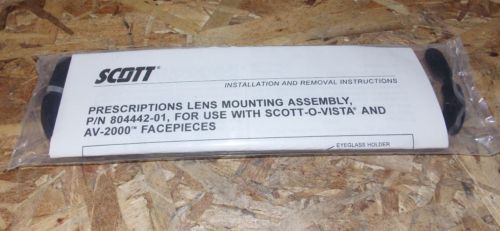 SCOTT
INSTALLATION AND REMOVAL INSTRUCTIONS
PRESCRIPTIONS LENS MOUNTING ASSEMBLY,
P/N 804442-01, FOR USE WITH SCOTT-O-VISTA® AND
AV-2000™ FACEPIECES
EYEGLASS HOLDER